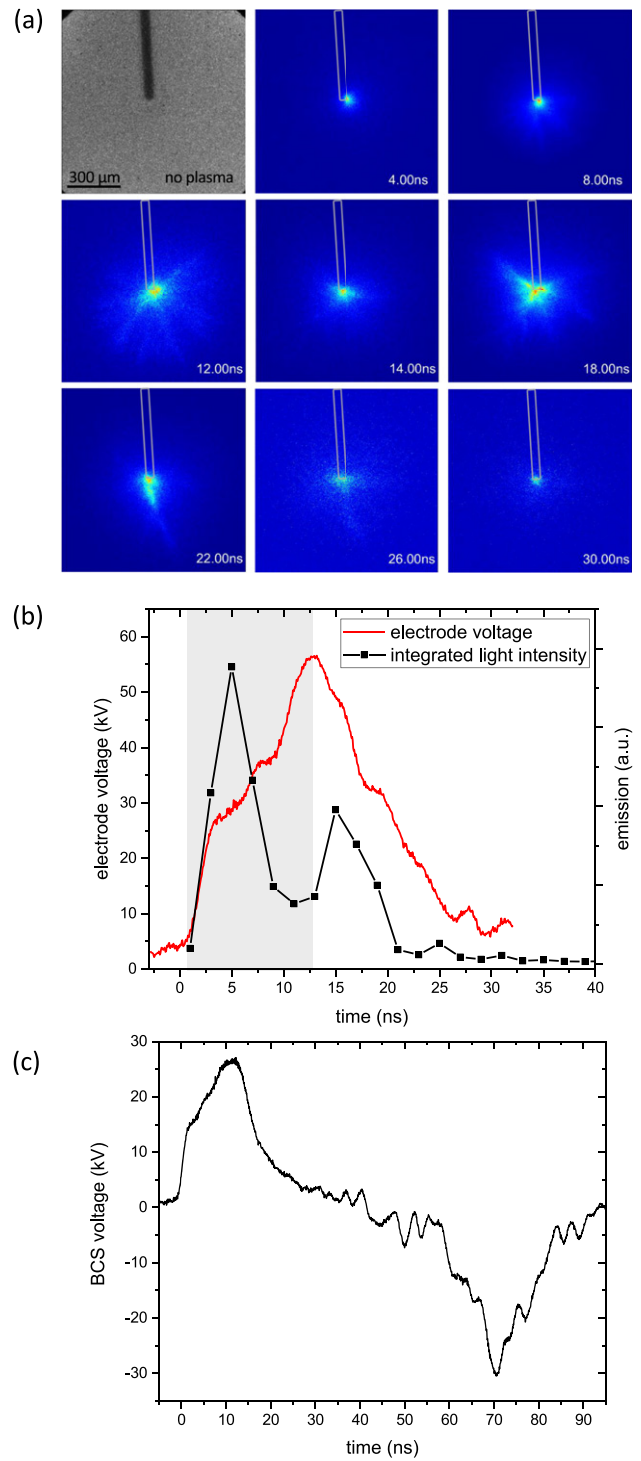 (a)
300 µm
no plasma
4.00ns
8.00ns
12.00ns
14.00ns
18.00ns
22.00ns
26.00ns
30.00ns
(b)
electrode voltage
integrated light intensity
electrode voltage (kV)
60
50
40
30
20
10
0
emission (a.u.)
0 5 10 15 20 25 30 35 40
time (ns)
(c)
BCS voltage (kV)
30
20
10
0
-10
-20
-30
0 10 20 30 40 50 60 70 80 90
time (ns)